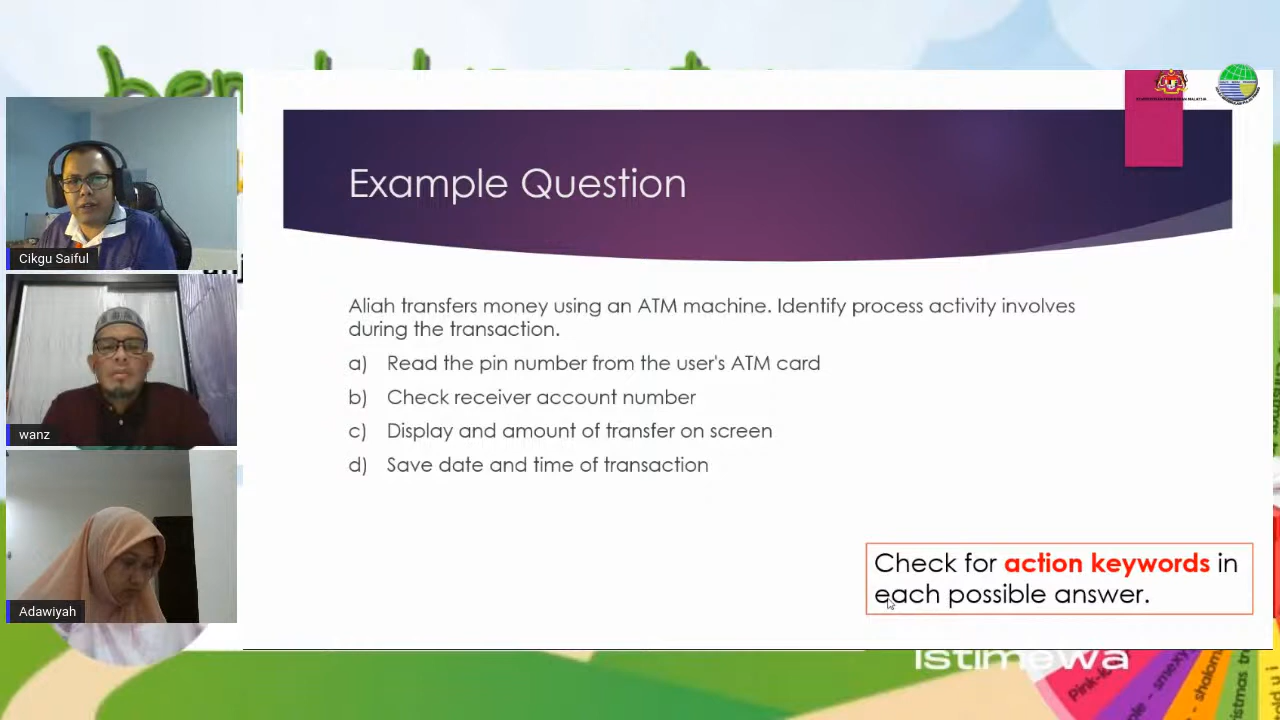 Example Question
Aliah transfers money using an ATM machine. Identify process activity involves
during the transaction.
a) Read the pin number from the user's ATM card
b) Check receiver account number
c) Display and amount of transfer on screen
d) Save date and time of transaction
Check for action keywords in
each possible answer.
Cikgu Saiful
wanz
Adawiyah
istimewa